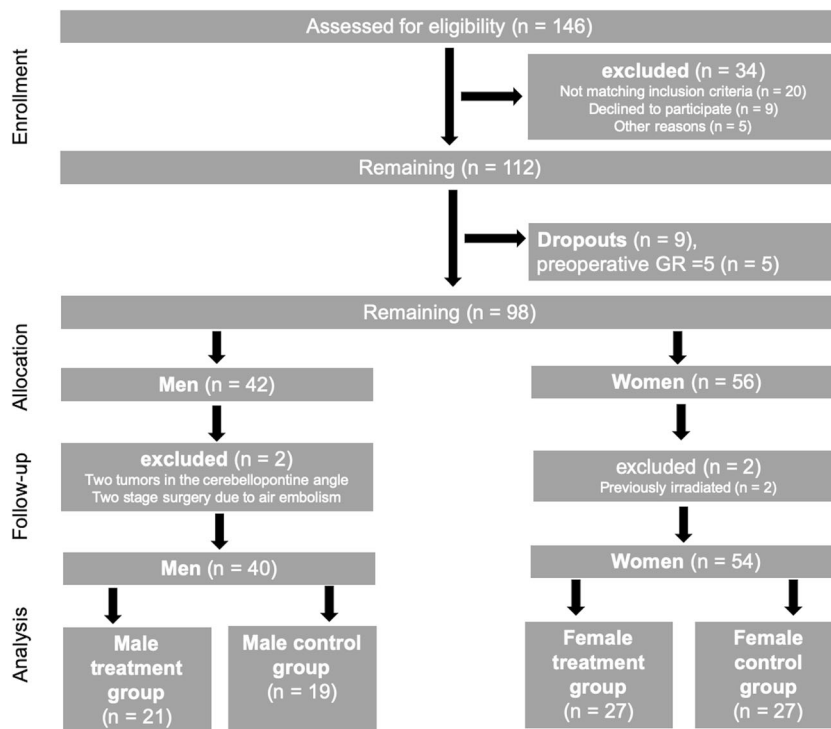 Enrollment
Assessed for eligibility (n = 146)
excluded (n = 34)
Not matching inclusion criteria (n = 20)
Declined to participate (n = 9)
Other reasons (n = 5)
Remaining (n = 112)
Dropouts (n = 9),
preoperative GR =5 (n = 5)
Remaining (n = 98)
Allocation
Men (n = 42)
Women (n = 56)
Follow-up
excluded (n = 2)
Two tumors in the cerebellopontine angle
Two stage surgery due to air embolism
excluded (n = 2)
Previously irradiated (n = 2)
Men (n = 40)
Women (n = 54)
Analysis
Male
treatment
group
(n = 21)
Male control
group
(n = 19)
Female
treatment
group
(n = 27)
Female
control
group
(n = 27)